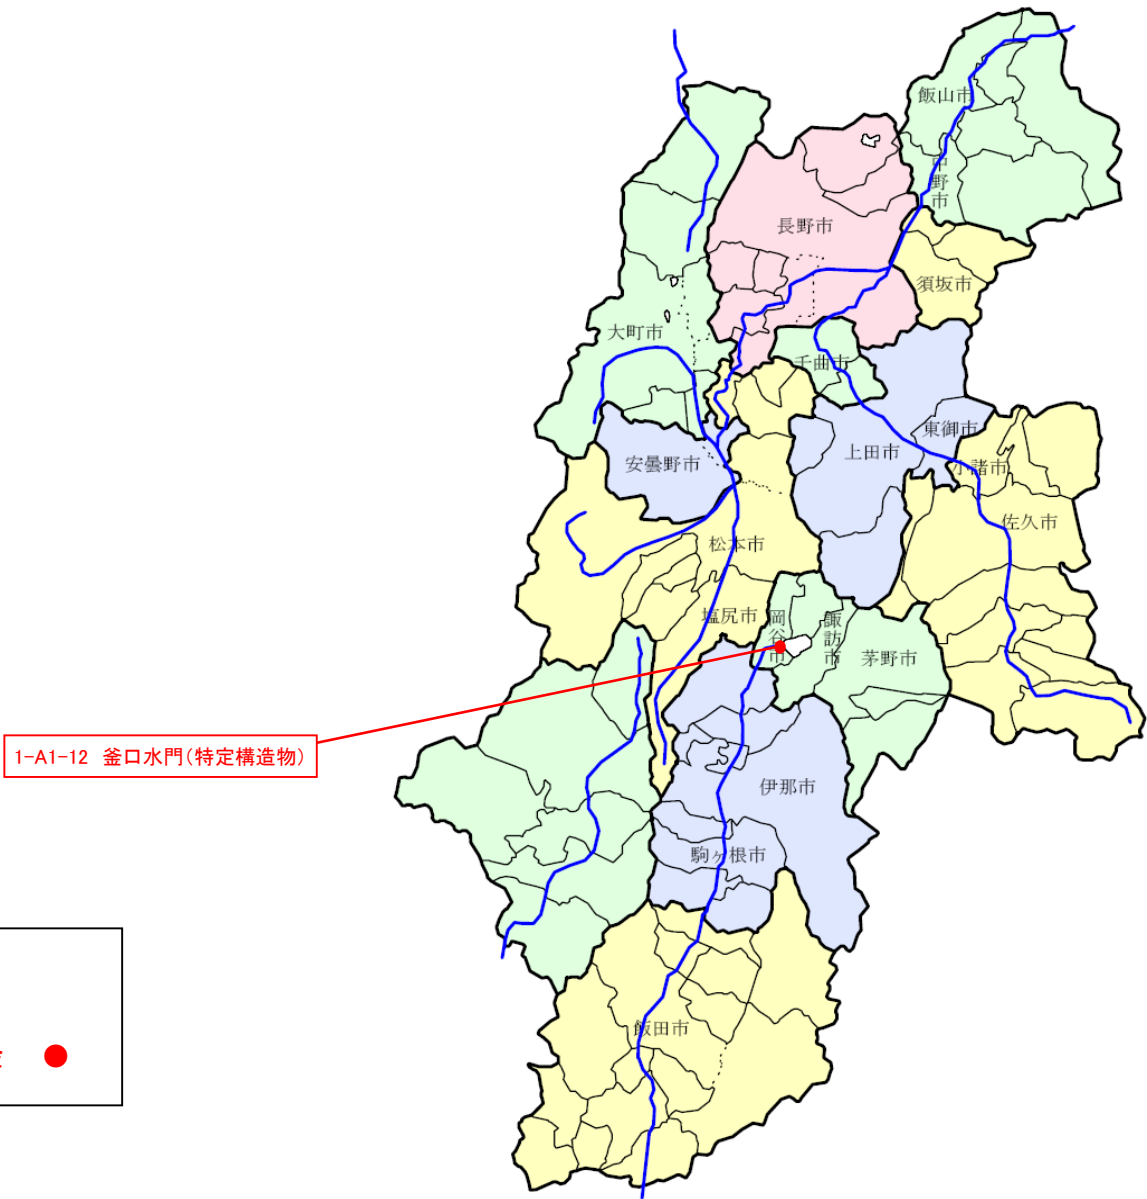 飯山市
中野市
長野市
須坂市
大町市
千曲市
東御市
上田市
安曇野市
小諸市
佐久市
松本市
塩尻市
岡谷市
諏訪市
茅野市
1-A1-12 釜口水門(特定構造物)
伊那市
駒ヶ根市
飯田市